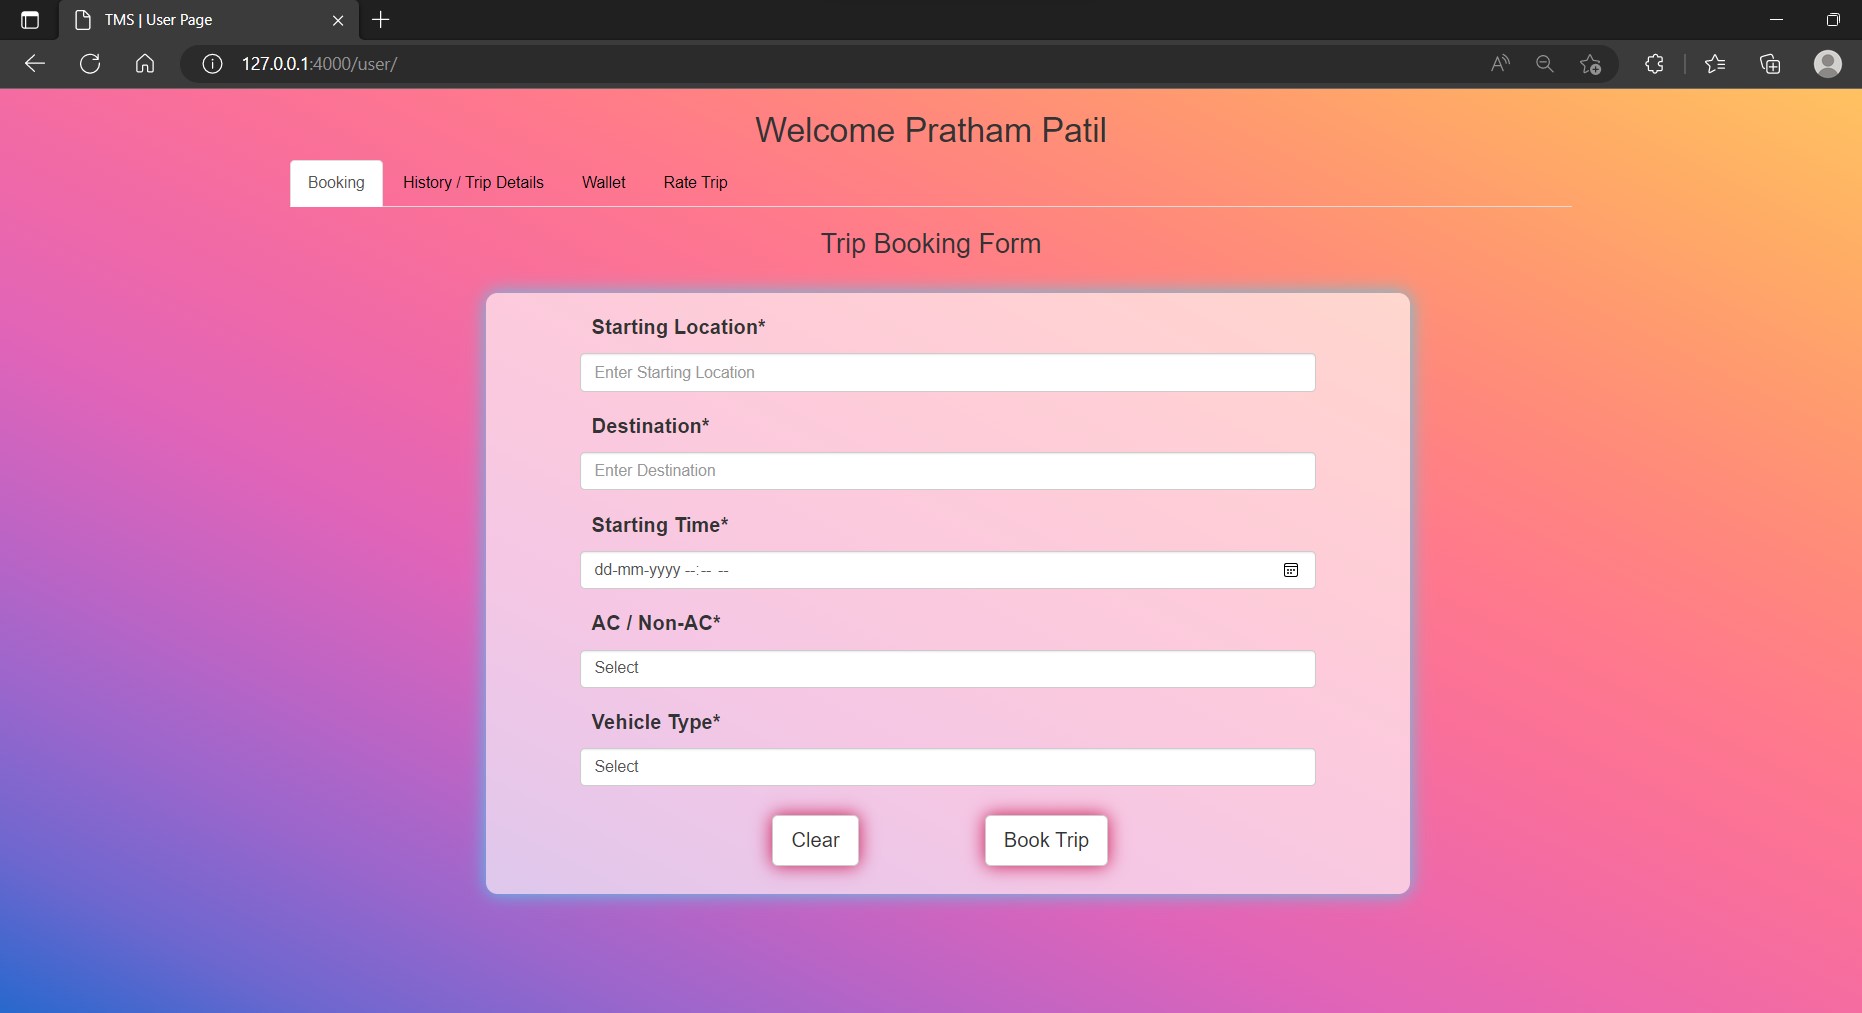 TMS | User Page
127.0.0.1:4000/user/
Welcome Pratham Patil
Booking History / Trip Details Wallet Rate Trip
Trip Booking Form
Starting Location*
Enter Starting Location
Destination*
Enter Destination
Starting Time*
dd-mm-yyyy --:-- --
AC / Non-AC*
Select
Vehicle Type*
Select
Clear Book Trip